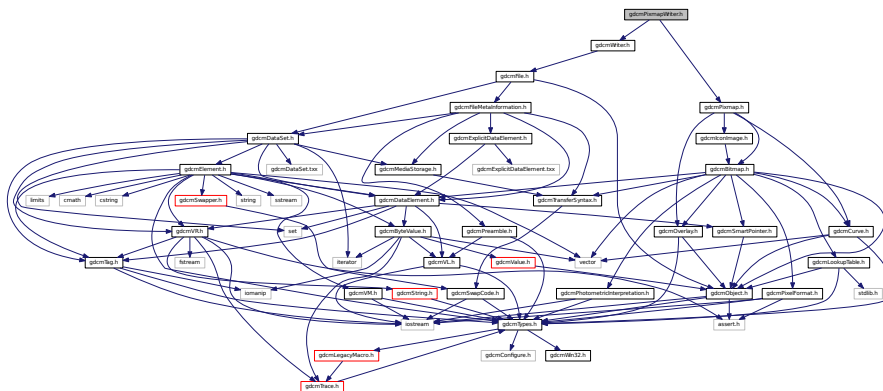 gdcmPixmapWriter.h
gdcmWriter.h
gdcmFile.h
gdcmFileMetaInformation.h
gdcmPixmap.h
gdcmDataSet.h
gdcmExplicitDataElement.h
gdcmIconImage.h
gdcmElement.h
gdcmDataSet.txx
gdcmMediaStorage.h
gdcmExplicitDataElement.txx
gdcmBitmap.h
limits
cmath
cstring
gdcmSwapper.h
string
sstream
gdcmDataElement.h
gdcmTransferSyntax.h
gdcmVR.h
set
gdcmByteValue.h
gdcmPreamble.h
gdcmOverlay.h
gdcmSmartPointer.h
gdcmCurve.h
gdcmTag.h
fstream
iterator
gdcmVL.h
gdcmValue.h
vector
gdcmLookupTable.h
iomanip
gdcmVM.h
gdcmString.h
gdcmSwapCode.h
gdcmPhotometricInterpretation.h
gdcmObject.h
gdcmPixelFormat.h
stdlib.h
iostream
gdcmTypes.h
assert.h
gdcmLegacyMacro.h
gdcmConfigure.h
gdcmWin32.h
gdcmTrace.h